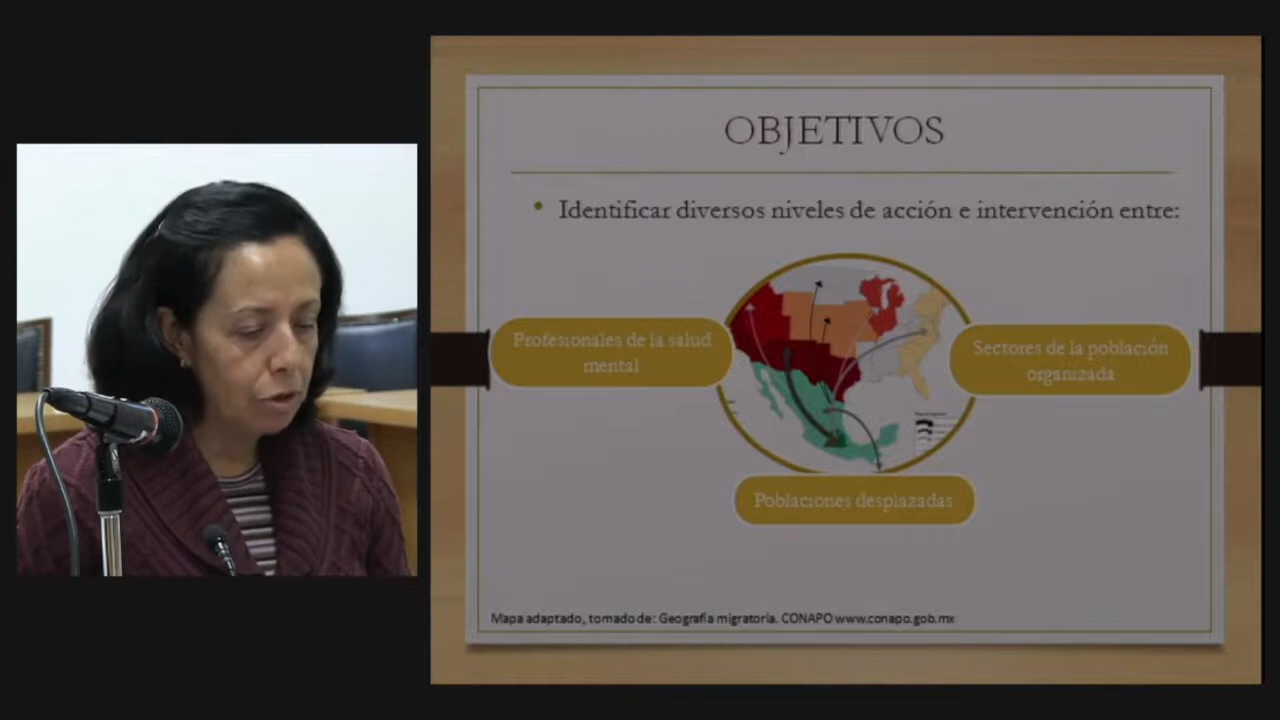 OBJETIVOS
• Identificar diversos niveles de acción e intervención entre:
Profesionales de la salud
mental
Sectores de la población
organizada
Poblaciones desplazadas
Mapa adaptado, tomado de: Geografía migratoria. CONAPO www.conapo.gob.mx